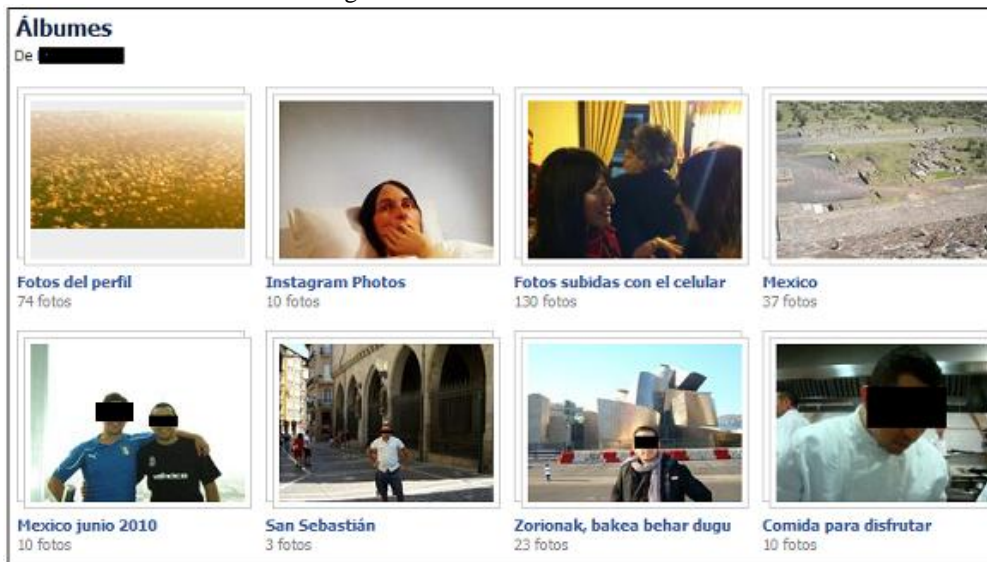 Álbumes
De
Fotos del perfil
74 fotos
Instagram Photos
10 fotos
Fotos subidas con el celular
130 fotos
Mexico
37 fotos
Mexico junio 2010
10 fotos
San Sebastián
3 fotos
Zorionak, bakea behar dugu
23 fotos
Comida para disfrutar
10 fotos